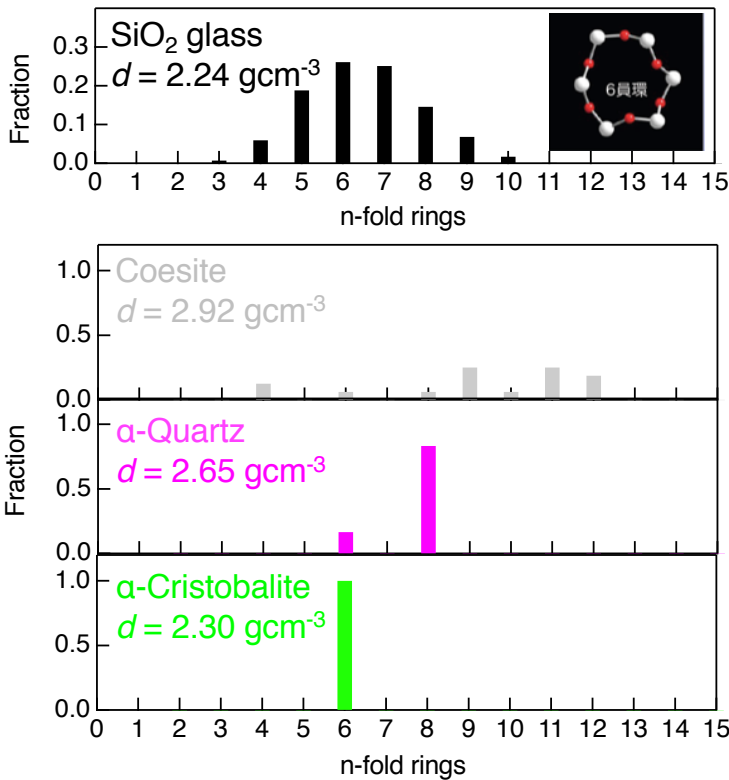 SiO₂ glass
d = 2.24 gcm⁻³
6員環
Fraction
0.3
0.2
0.1
0.0
0 1 2 3 4 5 6 7 8 9 10 11 12 13 14 15
n-fold rings
Coesite
d = 2.92 gcm⁻³
1.0
0.5
0.0
α-Quartz
d = 2.65 gcm⁻³
1.0
0.5
0.0
Fraction
α-Cristobalite
d = 2.30 gcm⁻³
1.0
0.5
0.0
0 1 2 3 4 5 6 7 8 9 10 11 12 13 14 15
n-fold rings